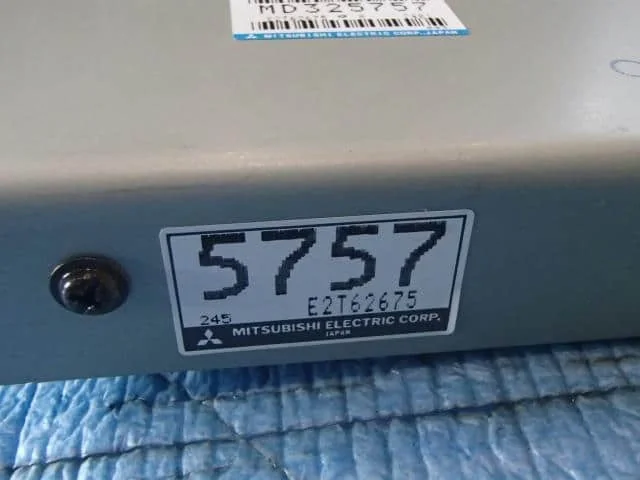 MD325757
MITSUBISHI ELECTRIC CORP. JAPAN
5757
245 E2T62675
MITSUBISHI ELECTRIC CORP.
JAPAN